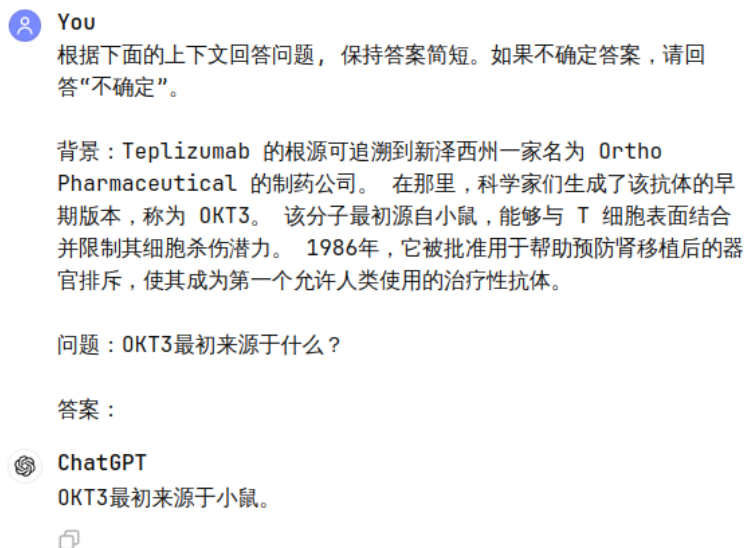 You
根据下面的上下文回答问题, 保持答案简短。如果不确定答案，请回
答“不确定”。
背景：Teplizumab 的根源可追溯到新泽西州一家名为 Ortho
Pharmaceutical 的制药公司。 在那里，科学家们生成了该抗体的早
期版本，称为 OKT3。 该分子最初源自小鼠，能够与 T 细胞表面结合
并限制其细胞杀伤潜力。 1986年，它被批准用于帮助预防肾移植后的器
官排斥，使其成为第一个允许人类使用的治疗性抗体。
问题：OKT3最初来源于什么？
答案：
ChatGPT
OKT3最初来源于小鼠。